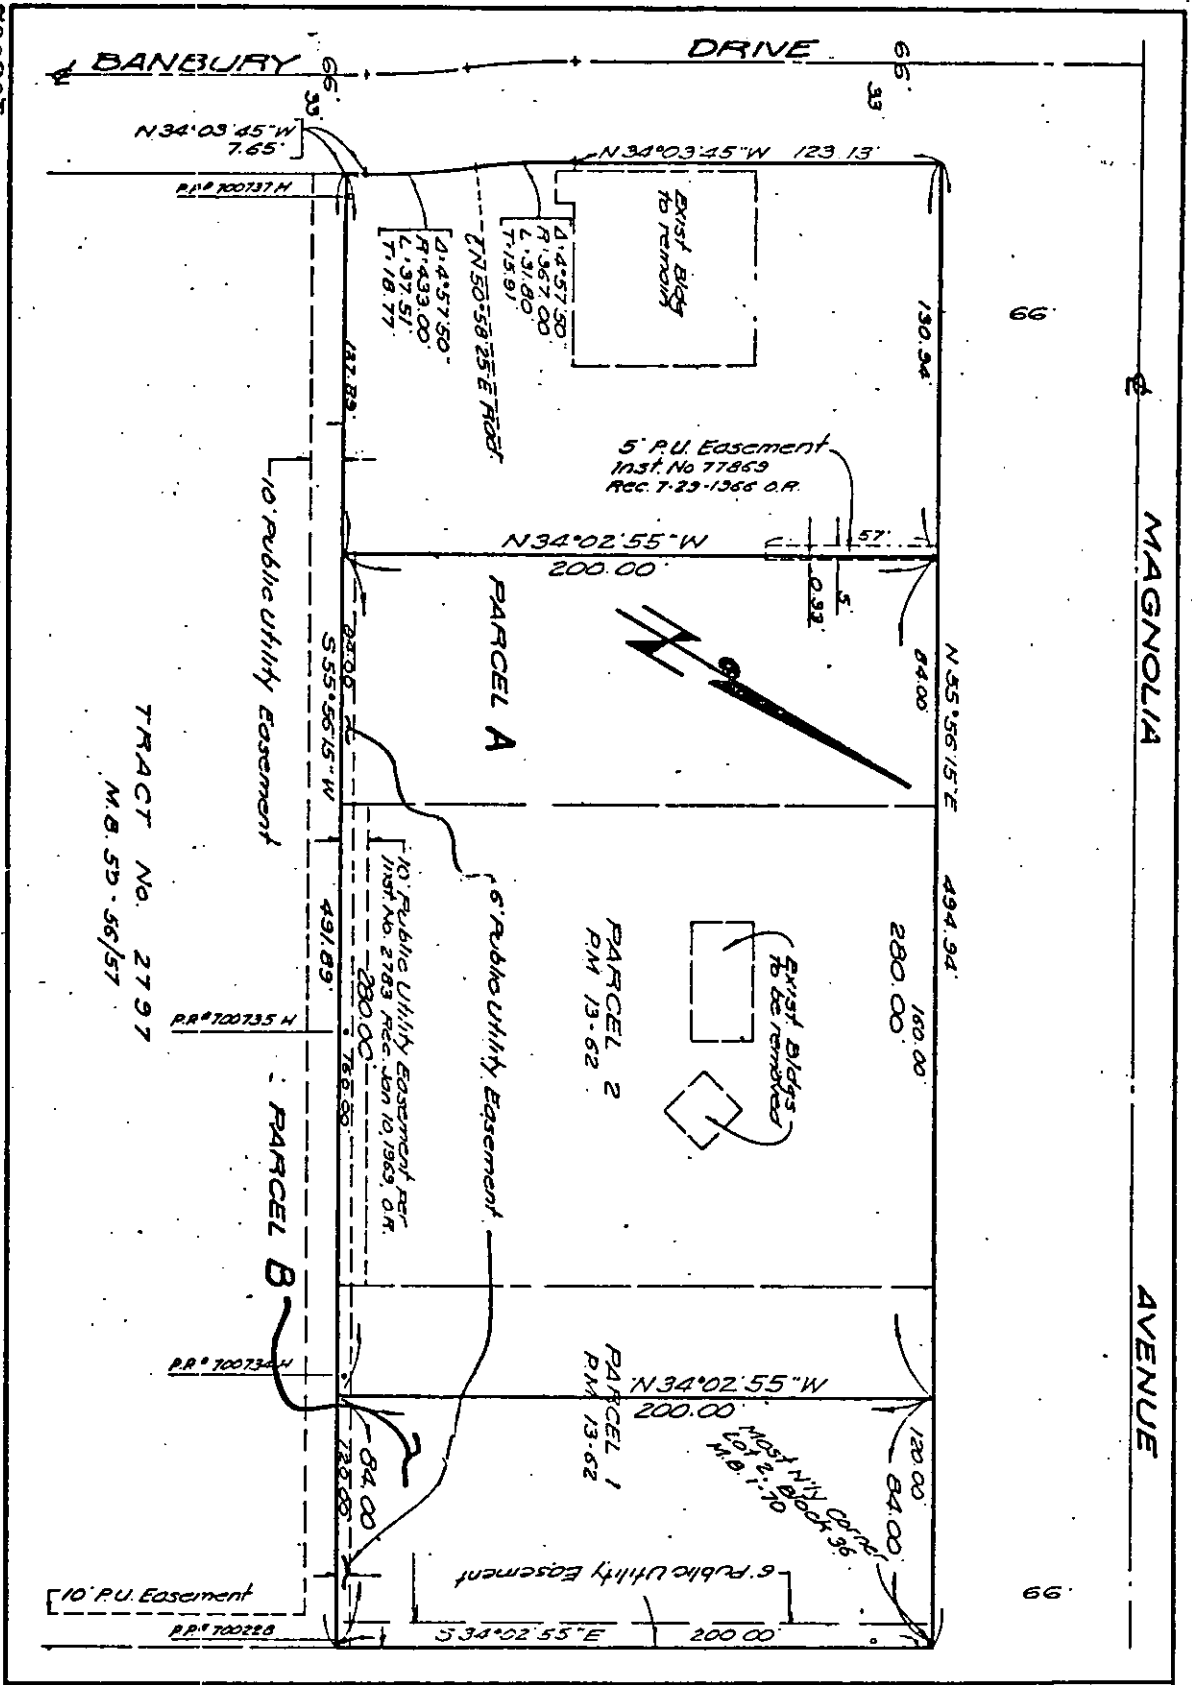 BANBURY DRIVE
66'
33'
66'
33
N34°03'45"W
7.65'
P.P.# 700737 H
N34°03'45"W 123.13'
Exist Bldg
to remain
Δ·4°57'50"
R·367.00'
L·31.80'
T·15.91'
N50°58'25"E Rad.
Δ·4°57'50"
R·433.00'
L·37.51'
T·18.77'
127.89'
130.94'
66'
MAGNOLIA AVENUE
5' P.U. Easement
Inst. No 77869
Rec. 7-29-1966 O.R.
57'
5'
0.33'
N34°02'55"W
200.00'
PARCEL A
84.00'
N55°56'15"E 494.94'
160.00'
280.00'
S55°56'15"W
491.89'
10' Public Utility Easement
TRACT No. 2797
M.B. 59-56/57
10' Public Utility Easement per
Inst. No. 2783 Rec. Jan 10, 1969, O.R.
280.00'
160.00'
6' Public Utility Easement
PARCEL 2
P.M 13-62
Exist Bldgs
to be removed
P.P.# 700735 H
PARCEL B
P.P.# 700734 H
N34°02'55"W
200.00'
PARCEL 1
P.M 13-62
120.00'
84.00'
Most N'ly Corner
Lot 2, Block 36
M.B. 1-70
84.00
120.00'
6' Public Utility Easement
66'
10' P.U. Easement
P.P.# 700228
S34°02'55"E 200.00'